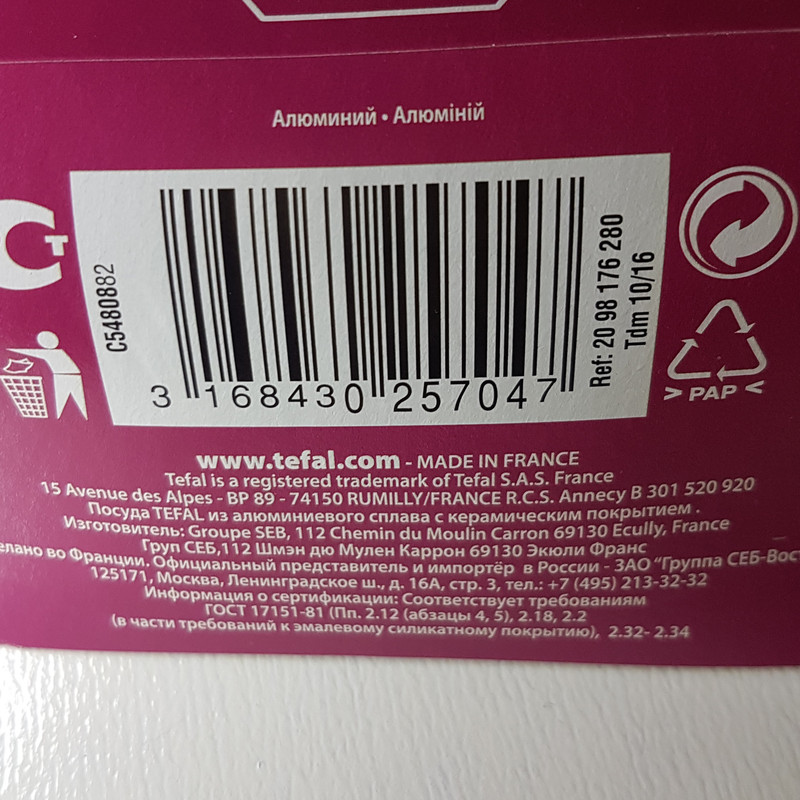 Алюминий • Алюміній
C5480882
3 168430 257047
Ref: 20 98 176 280
Tdm 10/16
> PAP <
www.tefal.com - MADE IN FRANCE
Tefal is a registered trademark of Tefal S.A.S. France
15 Avenue des Alpes - BP 89 - 74150 RUMILLY/FRANCE R.C.S. Annecy B 301 520 920
Посуда TEFAL из алюминиевого сплава с керамическим покрытием .
Изготовитель: Groupe SEB, 112 Chemin du Moulin Carron 69130 Ecully, France
Груп СЕБ,112 Шмэн дю Мулен Каррон 69130 Экюли Франс
елано во Франции. Официальный представитель и импортёр в России - ЗАО "Группа СЕБ-Вост
125171, Москва, Ленинградское ш., д. 16А, стр. 3, тел.: +7 (495) 213-32-32
Информация о сертификации: Соответствует требованиям
ГОСТ 17151-81 (Пп. 2.12 (абзацы 4, 5), 2.18, 2.2
(в части требований к эмалевому силикатному покрытию), 2.32- 2.34